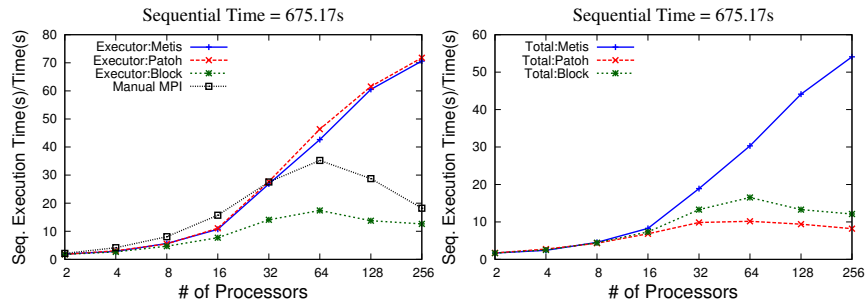 Sequential Time = 675.17s
Seq. Execution Time(s)/Time(s)
80
70
60
50
40
30
20
10
0
Executor:Metis
Executor:Patoh
Executor:Block
Manual MPI
2 4 8 16 32 64 128 256
# of Processors
Sequential Time = 675.17s
Seq. Execution Time(s)/Time(s)
60
50
40
30
20
10
0
Total:Metis
Total:Patoh
Total:Block
2 4 8 16 32 64 128 256
# of Processors